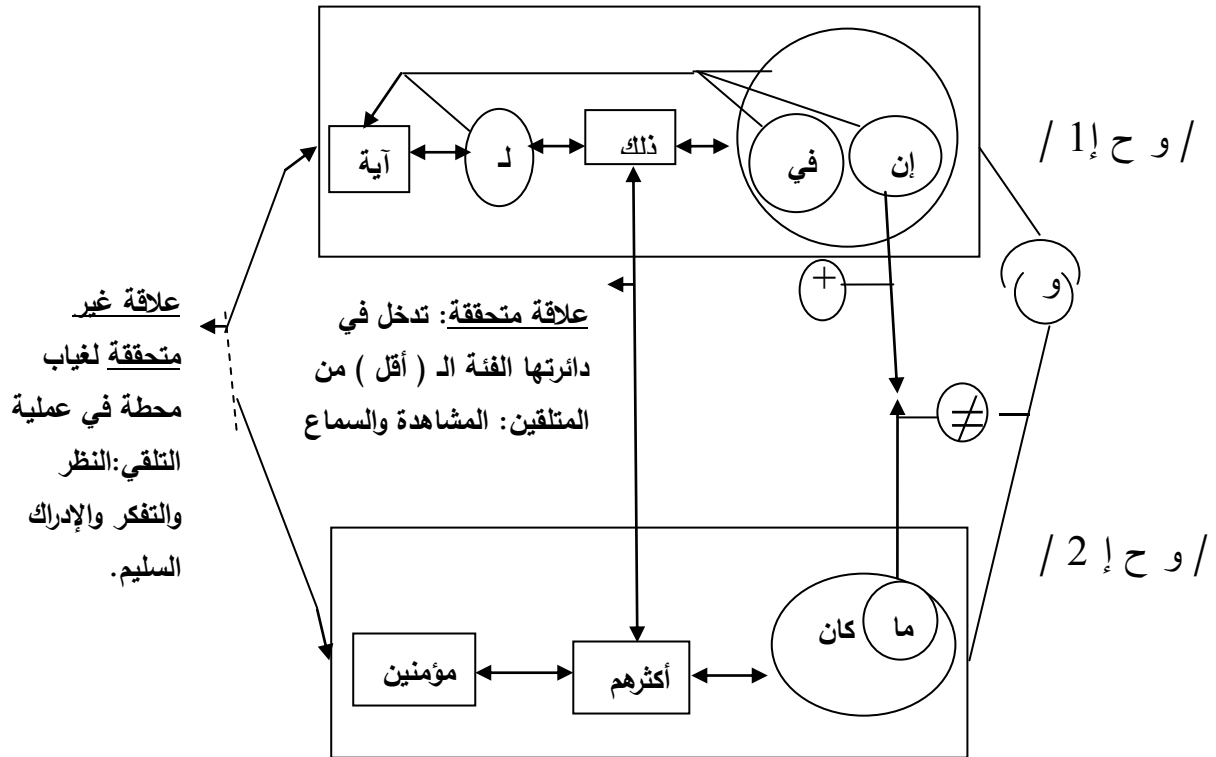 إن
في
ذلك
لـ
آية
/ و ح إ1 /
+
و
≠
علاقة متحققة: تدخل في
دائرتها الفئة الـ ( أقل ) من
المتلقين: المشاهدة والسماع
علاقة غير
متحققة لغياب
محطة في عملية
التلقي:النظر
والتفكر والإدراك
السليم.
/ و ح إ 2 /
ما
كان
أكثرهم
مؤمنين